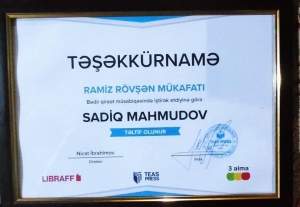 TƏŞƏKKÜRNAMƏ
RAMİZ RÖVŞƏN MÜKAFATI
Bədii qiraət müsabiqəsində iştirak etdiyinə görə
SADİQ MAHMUDOV
TƏLTİF OLUNUR
Nicat İbrahimov
Direktor
LIBRAFF
TEAS
PRESS
3 alma